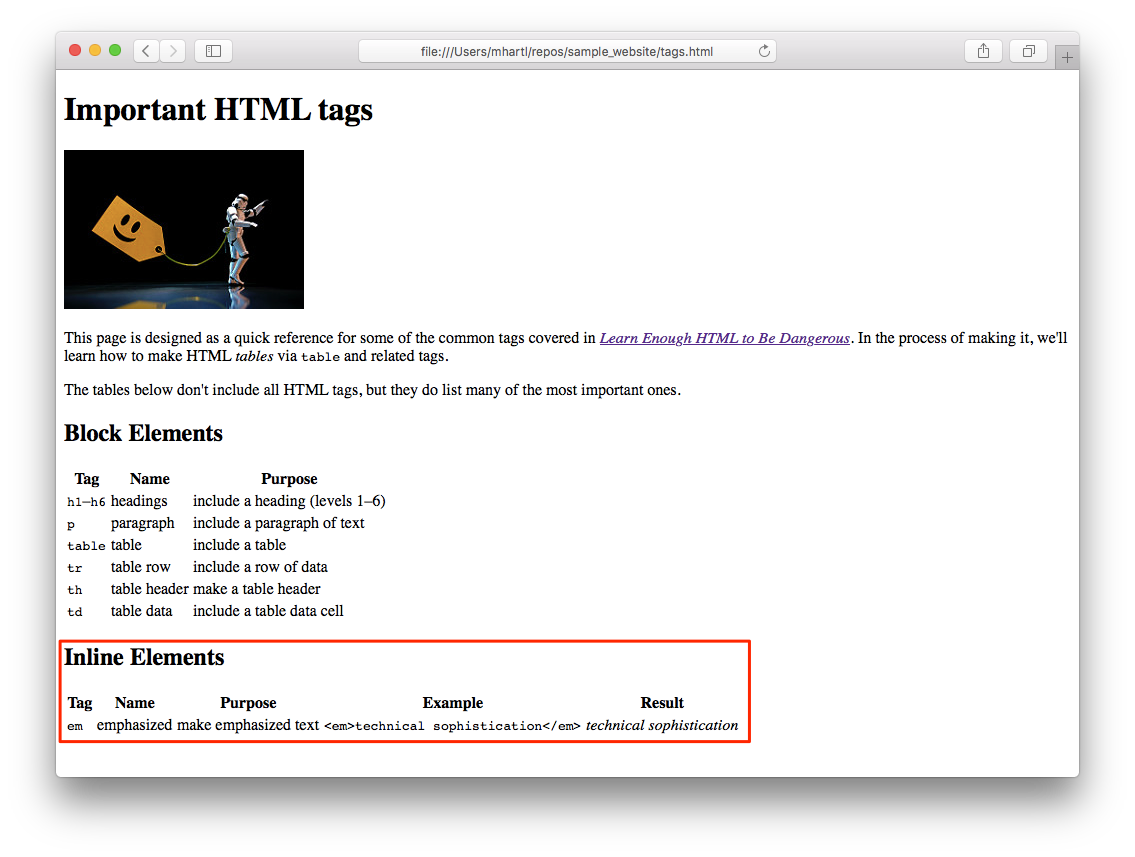 file:///Users/mhartl/repos/sample_website/tags.html
Important HTML tags
This page is designed as a quick reference for some of the common tags covered in Learn Enough HTML to Be Dangerous. In the process of making it, we'll
learn how to make HTML tables via table and related tags.
The tables below don't include all HTML tags, but they do list many of the most important ones.
Block Elements
Tag Name Purpose
h1–h6 headings include a heading (levels 1–6)
p paragraph include a paragraph of text
table table include a table
tr table row include a row of data
th table header make a table header
td table data include a table data cell
Inline Elements
Tag Name Purpose Example Result
em emphasized make emphasized text <em>technical sophistication</em> technical sophistication